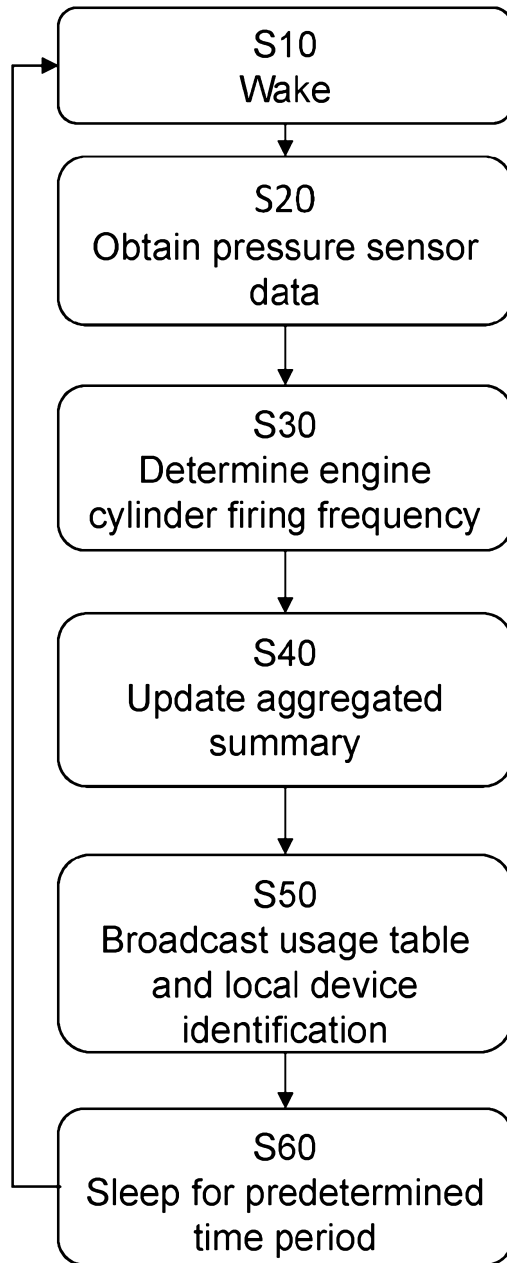 S10
Wake
S20
Obtain pressure sensor
data
S30
Determine engine
cylinder firing frequency
S40
Update aggregated
summary
S50
Broadcast usage table
and local device
identification
S60
Sleep for predetermined
time period